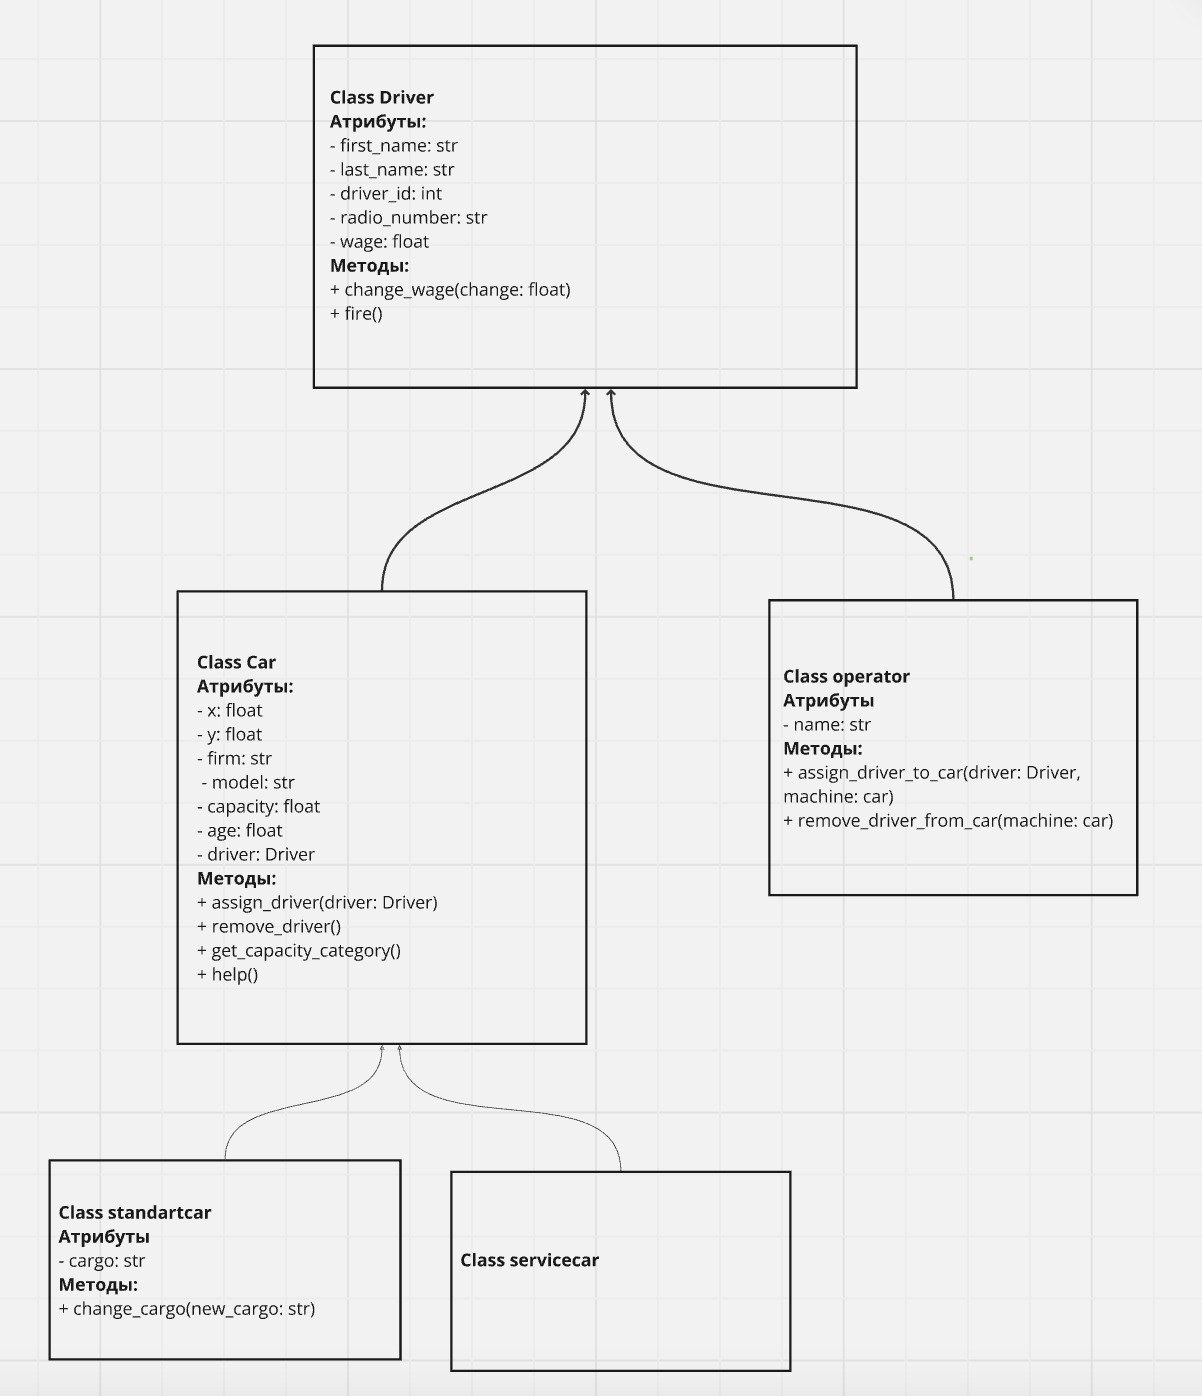 Class Driver
Атрибуты:
- first_name: str
- last_name: str
- driver_id: int
- radio_number: str
- wage: float
Методы:
+ change_wage(change: float)
+ fire()
Class Car
Атрибуты:
- x: float
- y: float
- firm: str
- model: str
- capacity: float
- age: float
- driver: Driver
Методы:
+ assign_driver(driver: Driver)
+ remove_driver()
+ get_capacity_category()
+ help()
Class operator
Атрибуты
- name: str
Методы:
+ assign_driver_to_car(driver: Driver,
machine: car)
+ remove_driver_from_car(machine: car)
Class standartcar
Атрибуты
- cargo: str
Методы:
+ change_cargo(new_cargo: str)
Class servicecar